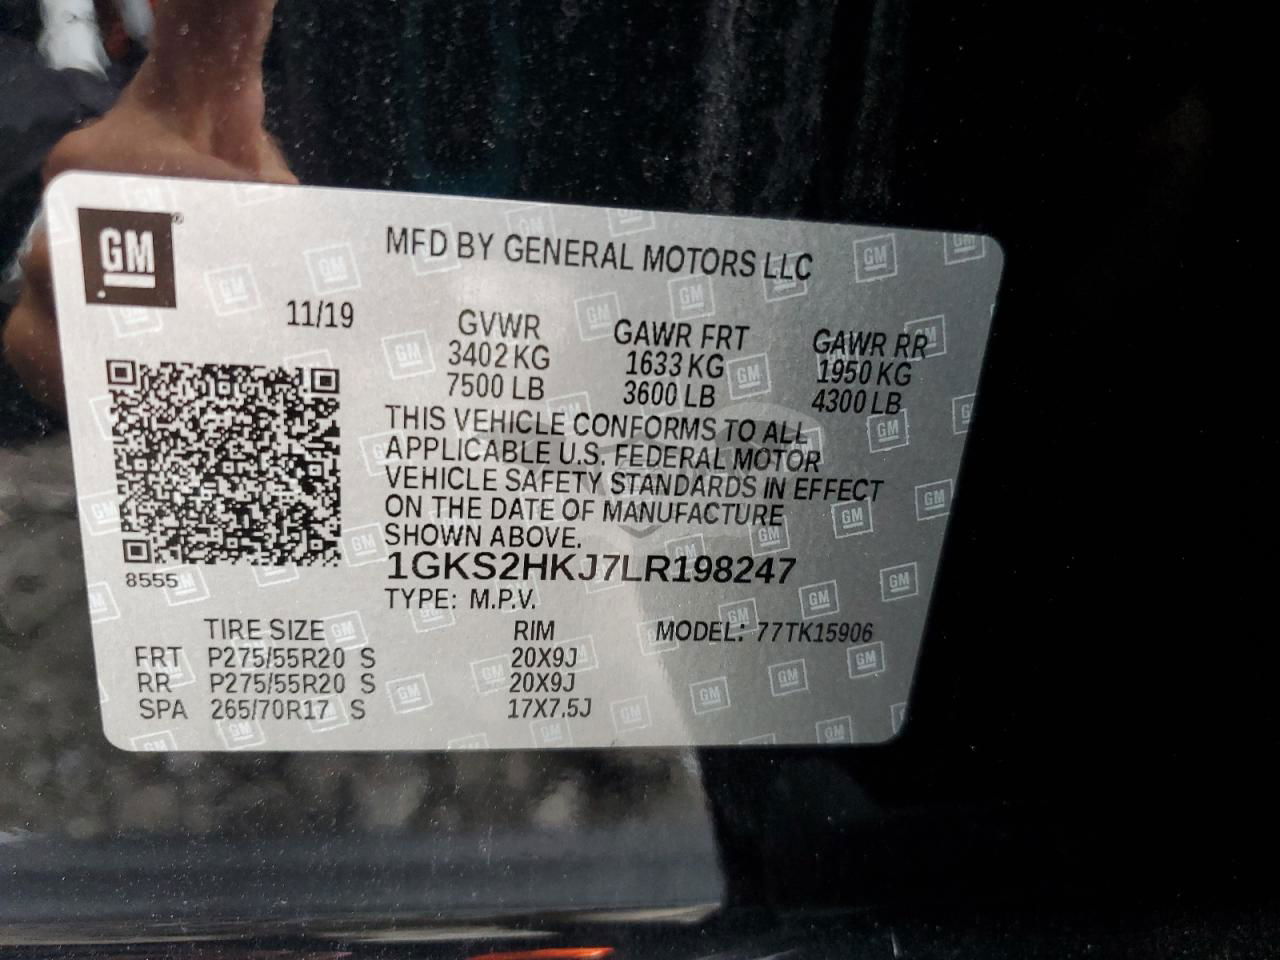 GM
MFD BY GENERAL MOTORS LLC
11/19
GVWR GAWR FRT GAWR RR
3402 KG 1633 KG 1950 KG
7500 LB 3600 LB 4300 LB
THIS VEHICLE CONFORMS TO ALL
APPLICABLE U.S. FEDERAL MOTOR
VEHICLE SAFETY STANDARDS IN EFFECT
ON THE DATE OF MANUFACTURE
SHOWN ABOVE.
8555
1GKS2HKJ7LR198247
TYPE: M.P.V.
TIRE SIZE RIM MODEL: 77TK15906
FRT P275/55R20 S 20X9J
RR P275/55R20 S 20X9J
SPA 265/70R17 S 17X7.5J